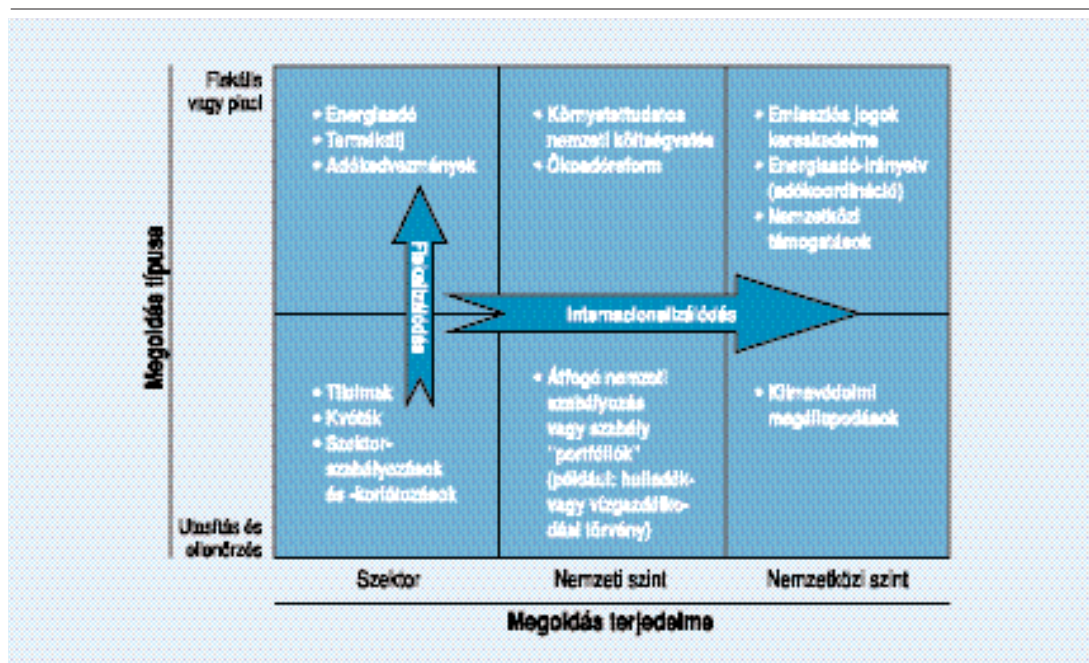 Fiskális
vagy piaci
• Energiaadó
• Termékdíj
• Adókedvezmények
• Környezettudatos
nemzeti költségvetés
• Ökoadóreform
• Emissziós jogok
kereskedelme
• Energiaadó-irányelv
(adókoordináció)
• Nemzetközi
támogatások
Megoldás típusa
Fiskalizálódás
Internacionalizálódás
• Tilalmak
• Kvóták
• Szektor-
szabályozások
és -korlátozások
• Átfogó nemzeti
szabályozás
vagy szabály
"portfóliók"
(például: hulladék-
vagy vízgazdálko-
dási törvény)
• Klímavédelmi
megállapodások
Utasítás és
ellenőrzés
Szektor
Nemzeti szint
Nemzetközi szint
Megoldás terjedelme